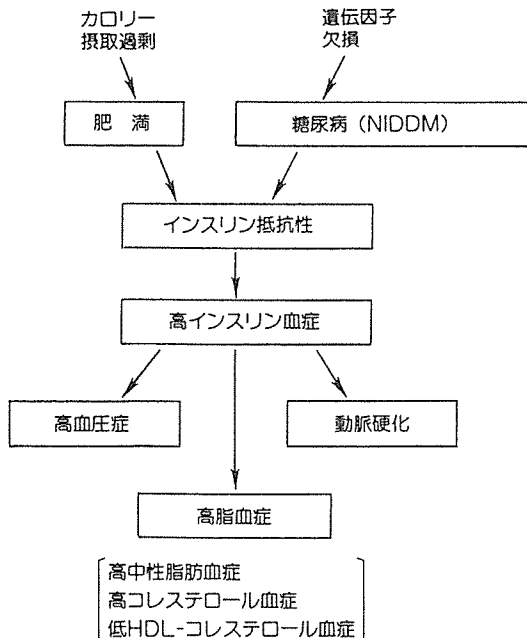 カロリー
摂取過剰
遺伝因子
欠損
肥 満
糖尿病（NIDDM）
インスリン抵抗性
高インスリン血症
高血圧症
動脈硬化
高脂血症
高中性脂肪血症
高コレステロール血症
低HDL-コレステロール血症